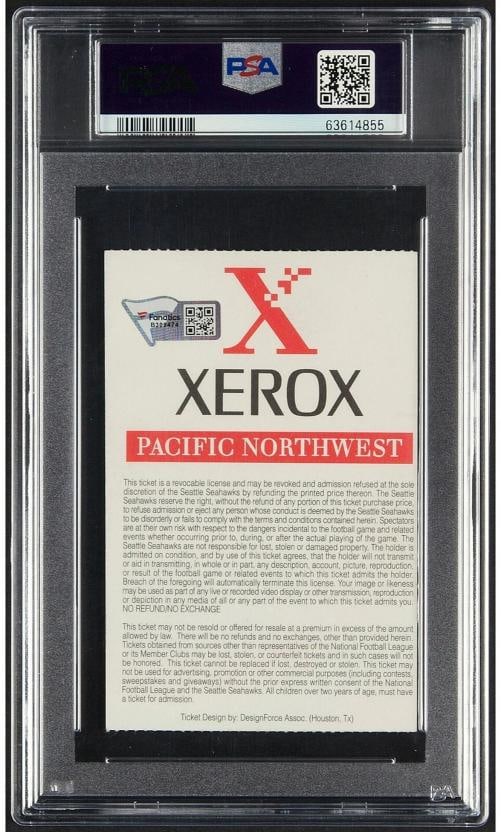 PSA
63614855
Fanatics
XEROX
PACIFIC NORTHWEST
This ticket is a revocable license and may be revoked and admission refused at the sole
discretion of the Seattle Seahawks by refunding the printed price thereon. The Seattle
Seahawks reserve the right, without the refund of any portion of this ticket purchase price,
to refuse admission or eject any person whose conduct is deemed by the Seattle Seahawks
to be disorderly or fails to comply with the terms and conditions contained herein. Spectators
are at their own risk with respect to the dangers incidental to the football game and related
events whether occurring prior to, during, or after the actual playing of the game. The
Seattle Seahawks are not responsible for lost, stolen or damaged property. The holder is
admitted on condition, and by use of this ticket agrees, that the holder will not transmit
or aid in transmitting, in whole or in part, any description, account, picture, reproduction,
or result of the football game or related events to which this ticket admits the holder.
Breach of the foregoing will automatically terminate this license. Your image or likeness
may be used as part of any live or recorded video display or other transmission, reproduction
or depiction in any media of all or any part of the event to which this ticket admits you.
NO REFUND/NO EXCHANGE
This ticket may not be resold or offered for resale at a premium in excess of the amount
allowed by law. There will be no refunds and no exchanges, other than provided herein.
Tickets obtained from sources other than representatives of the National Football League
or its Member Clubs may be lost, stolen, or counterfeit tickets and in such cases will not
be honored. This ticket cannot be replaced if lost, destroyed or stolen. This ticket may
not be used for advertising, promotion or other commercial purposes (including contests,
sweepstakes and giveaways) without the prior express written consent of the National
Football League and the Seattle Seahawks. All children over two years of age, must have
a ticket for admission.
Ticket Design by: DesignForce Assoc. (Houston, Tx)